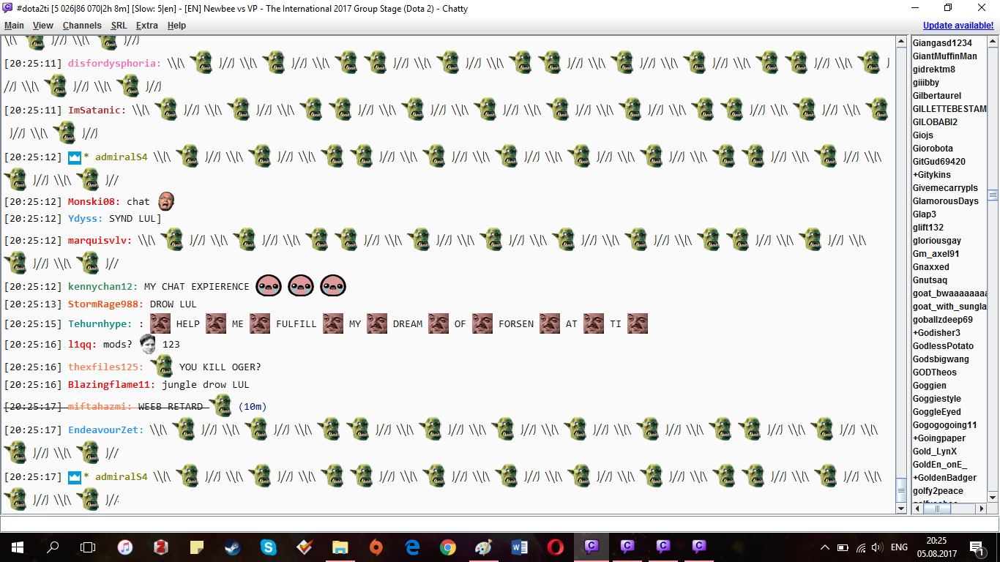 #dota2ti [5 026|86 070|2h 8m] [Slow: 5|en] - [EN] Newbee vs VP - The International 2017 Group Stage (Dota 2) - Chatty
Main View Channels SRL Extra Help
Update available!
\\[\ ]//] \\[\ ]//]
[20:25:11] disfordysphoria: \\[\ ]//] \\[\ ]//] \\[\ ]//] \\[\ ]//] \\[\ ]//] \\[\ ]//] \\[\ ]//] \\[\ ]//] \\[\ ]
//] \\[\ ]//] \\[\ ]//]
[20:25:11] ImSatanic: \\[\ ]//] \\[\ ]//] \\[\ ]//] \\[\ ]//] \\[\ ]//] \\[\ ]//] \\[\ ]//] \\[\ ]//] \\[\ ]//] \\[\
]//] \\[\ ]//]
[20:25:12] * admiralS4 \\[\ ]//] \\[\ ]//] \\[\ ]//] \\[\ ]//] \\[\ ]//] \\[\ ]//] \\[\ ]//] \\[\ ]//] \\[\ ]//] \\[\
]//] \\[\ ]//
[20:25:12] Monski08: chat
[20:25:12] Ydyss: SYND LUL]
[20:25:12] marquisvlv: \\[\ ]//] \\[\ ]//] \\[\ ]//] \\[\ ]//] \\[\ ]//] \\[\ ]//] \\[\ ]//] \\[\ ]//] \\[\ ]//] \\[\
]//] \\[\ ]//
[20:25:12] kennychan12: MY CHAT EXPIERENCE
[20:25:13] StormRage988: DROW LUL
[20:25:15] Tehurnhype: : HELP ME FULFILL MY DREAM OF FORSEN AT TI
[20:25:16] l1qq: mods? 123
[20:25:16] thexfiles125: YOU KILL OGER?
[20:25:16] Blazingflame11: jungle drow LUL
[20:25:17] miftahazmi: WEEB RETARD (10m)
[20:25:17] EndeavourZet: \\[\ ]//] \\[\ ]//] \\[\ ]//] \\[\ ]//] \\[\ ]//] \\[\ ]//] \\[\ ]//] \\[\ ]//] \\[\ ]//] \\[\
]//] \\[\ ]//
[20:25:17] * admiralS4 \\[\ ]//] \\[\ ]//] \\[\ ]//] \\[\ ]//] \\[\ ]//] \\[\ ]//] \\[\ ]//] \\[\ ]//] \\[\ ]//] \\[\
]//] \\[\ ]//
Giangasd1234
GiantMuffinMan
gidrektm8
giiibby
Gilbertaurel
GILLETTEBESTAM
GILOBABI2
Giojs
Giorobota
GitGud69420
+Gitykins
Givemecarrypls
GlamorousDays
Glap3
glift132
gloriousgay
Gm_axel91
Gnaxxed
Gnutsaq
goat_bwaaaaaaaa
goat_with_sungla
goballzdeep69
+Godisher3
GodlessPotato
Godsbigwang
GODTheos
Goggien
Goggiestyle
GoggleEyed
Gogogogoing11
+Goingpaper
Gold_LynX
GoldEn_onE_
+GoldenBadger
golfy2peace
ENG
20:25
05.08.2017
1